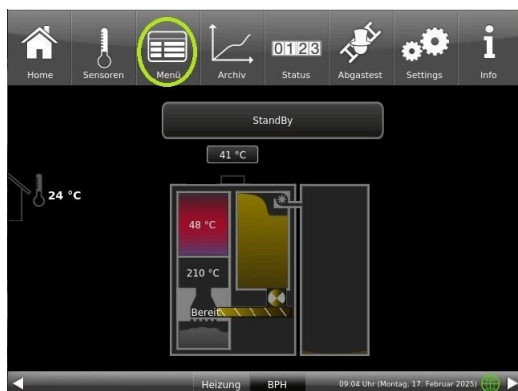 Home Sensoren Menü Archiv 0123 Status Abgastest Settings i Info
StandBy
41 °C
24 °C
48 °C
210 °C
Bereit
Heizung BPH 09:04 Uhr (Montag, 17. Februar 2025)